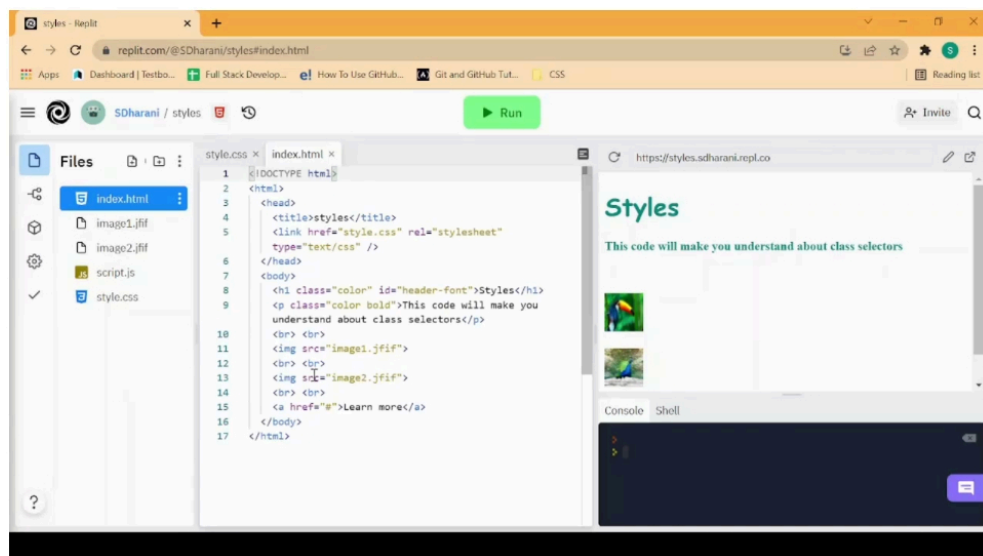 styles - Replit
replit.com/@SDharani/styles#index.html
S
Apps Dashboard | Testbo... Full Stack Develop... How To Use GitHub... Git and GitHub Tut... CSS Reading list
SDharani / styles
Run
Invite
Files
index.html
image1.jfif
image2.jfif
script.js
style.css
?
style.css × index.html ×
1 <!DOCTYPE html>
2 <html>
3 <head>
4 <title>styles</title>
5 <link href="style.css" rel="stylesheet"
type="text/css" />
6 </head>
7 <body>
8 <h1 class="color" id="header-font">Styles</h1>
9 <p class="color bold">This code will make you
understand about class selectors</p>
10 <br> <br>
11 <img src="image1.jfif">
12 <br> <br>
13 <img src="image2.jfif">
14 <br> <br>
15 <a href="#">Learn more</a>
16 </body>
17 </html>
https://styles.sdharani.repl.co
Styles
This code will make you understand about class selectors
Console Shell